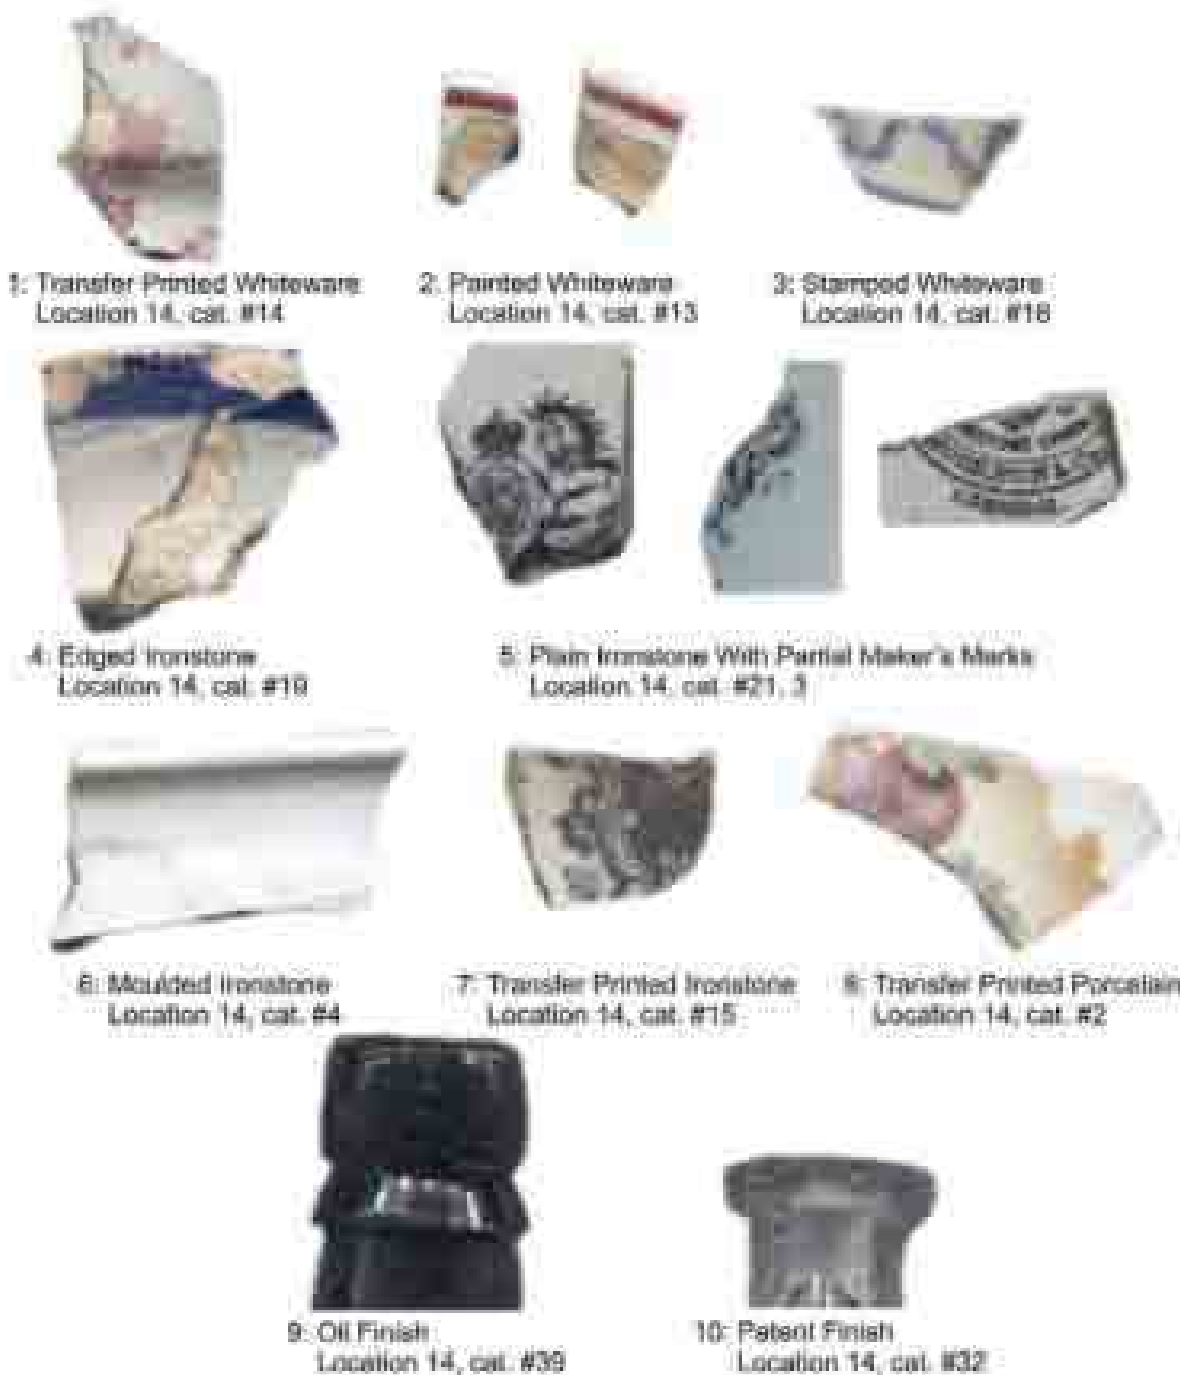 1: Transfer Printed Whiteware
Location 14, cat. #14
2: Painted Whiteware
Location 14, cat. #13
3: Stamped Whiteware
Location 14, cat. #18
4: Edged Ironstone
Location 14, cat. #19
5: Plain Ironstone With Partial Maker's Marks
Location 14, cat. #21, 3
6: Moulded Ironstone
Location 14, cat. #4
7: Transfer Printed Ironstone
Location 14, cat. #15
8: Transfer Printed Porcelain
Location 14, cat. #2
9: Oil Finish
Location 14, cat. #39
10: Patent Finish
Location 14, cat. #32